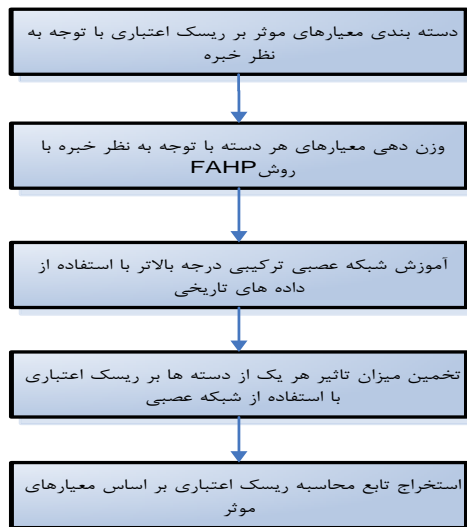 دسته بندی معیارهای موثر بر ریسک اعتباری با توجه به
نظر خبره
وزن دهی معیارهای هر دسته با توجه به نظر خبره با
روش FAHP
آموزش شبکه عصبی ترکیبی درجه بالاتر با استفاده از
داده های تاریخی
تخمین میزان تاثیر هر یک از دسته ها بر ریسک اعتباری
با استفاده از شبکه عصبی
استخراج تابع محاسبه ریسک اعتباری بر اساس معیارهای
موثر